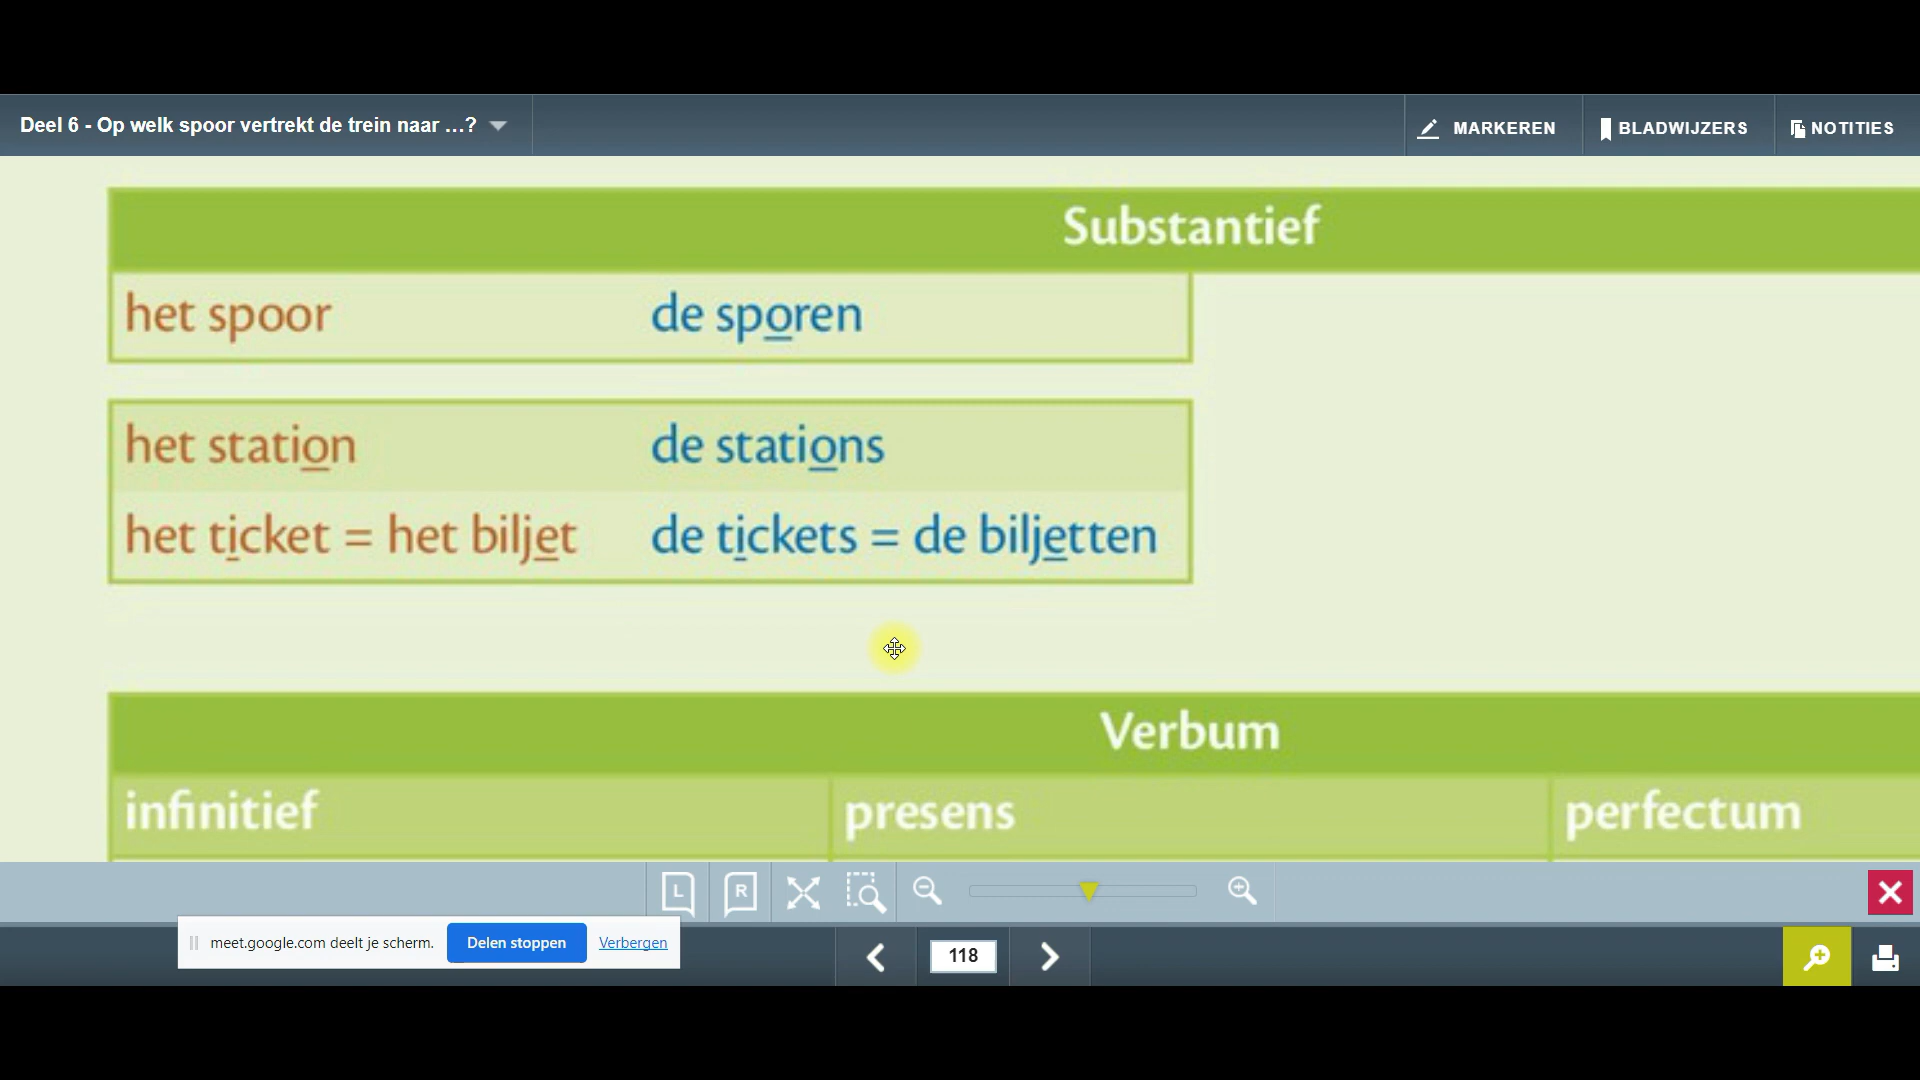 Deel 6 - Op welk spoor vertrekt de trein naar ...?
MARKEREN
BLADWIJZERS
NOTITIES
Substantief
het spoor de sporen
het station de stations
het ticket = het biljet de tickets = de biljetten
Verbum
infinitief presens perfectum
L R
meet.google.com deelt je scherm. Delen stoppen Verbergen
118